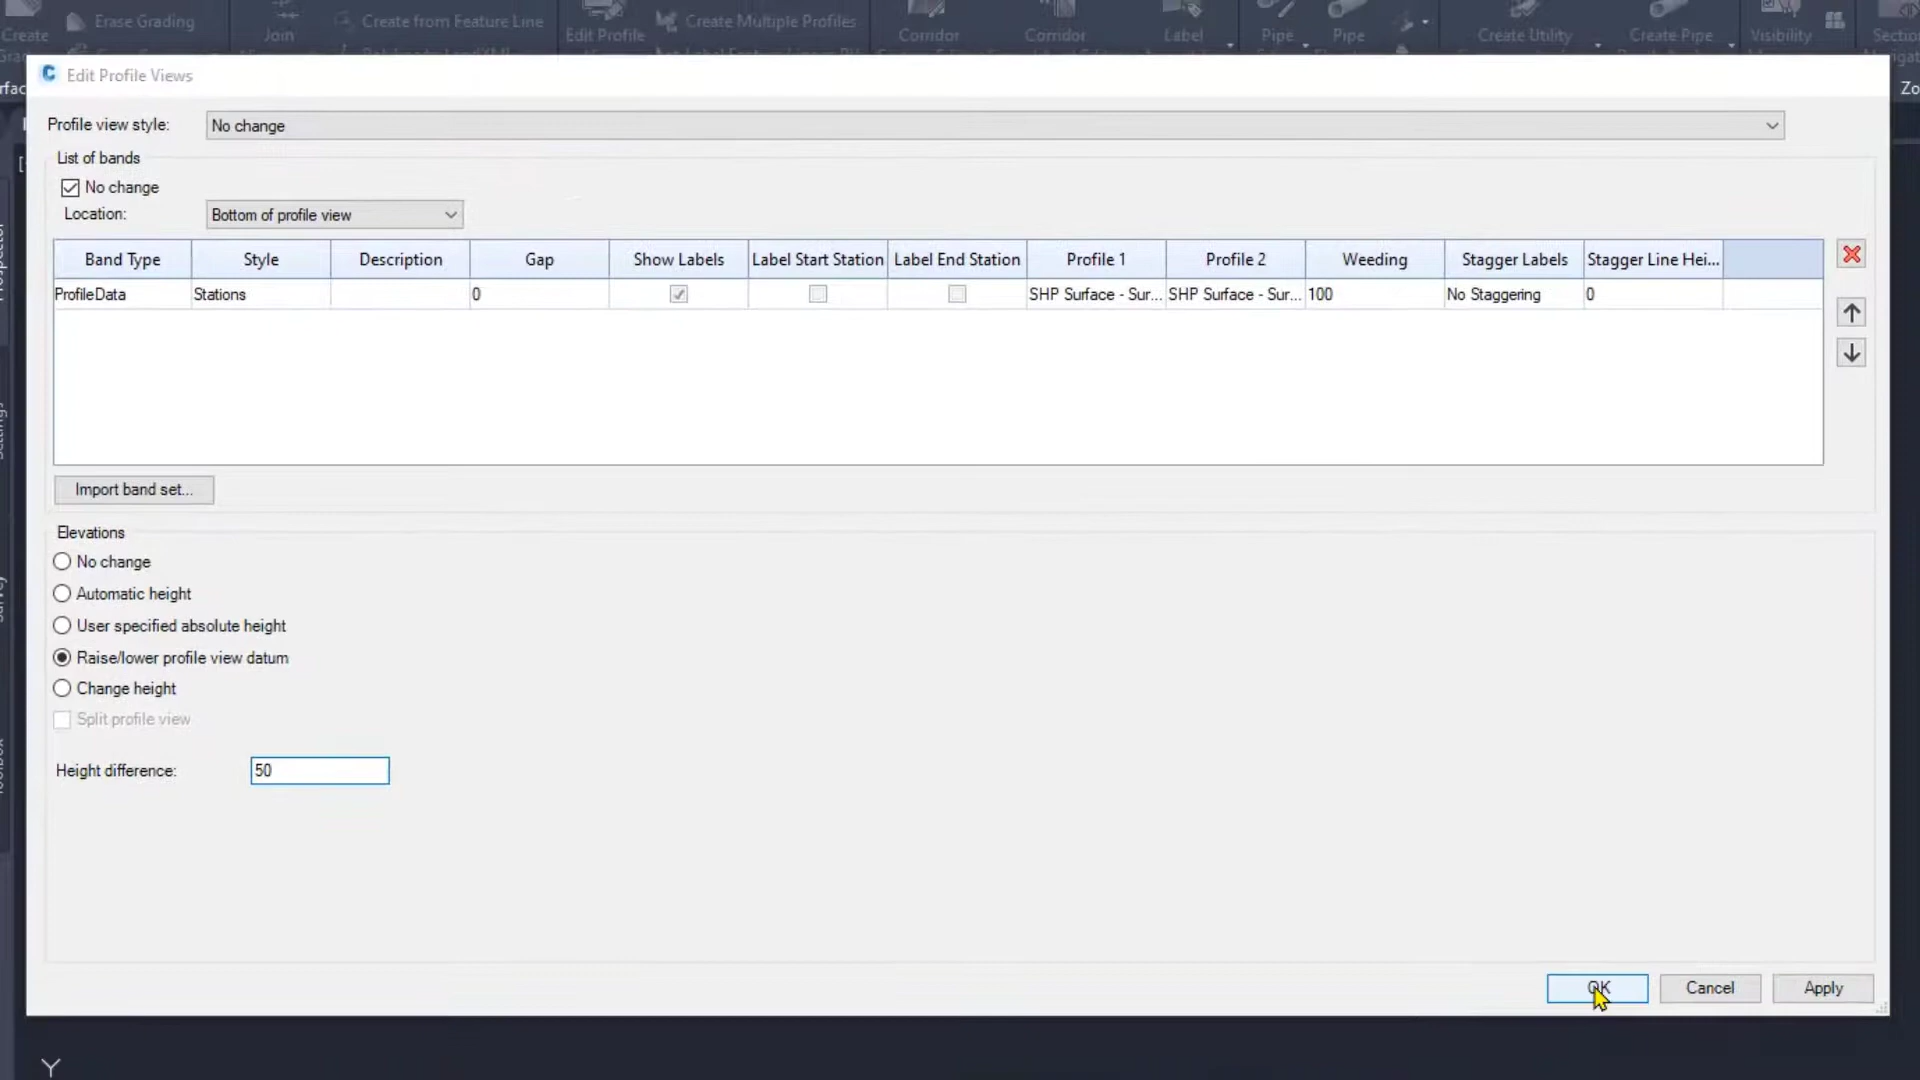 Create
Erase Grading
Join
Create from Feature Line
Edit Profile
Create Multiple Profiles
Corridor
Corridor
Label
Pipe
Pipe
Create Utility
Create Pipe
Visibility
Edit Profile Views
Profile view style:
No change
List of bands
No change
Location:
Bottom of profile view
Band Type Style Description Gap Show Labels Label Start Station Label End Station Profile 1 Profile 2 Weeding Stagger Labels Stagger Line Hei...
ProfileData Stations 0 SHP Surface - Sur... SHP Surface - Sur... 100 No Staggering 0
Import band set...
Elevations
No change
Automatic height
User specified absolute height
Raise/lower profile view datum
Change height
Split profile view
Height difference:
50
OK
Cancel
Apply
Y